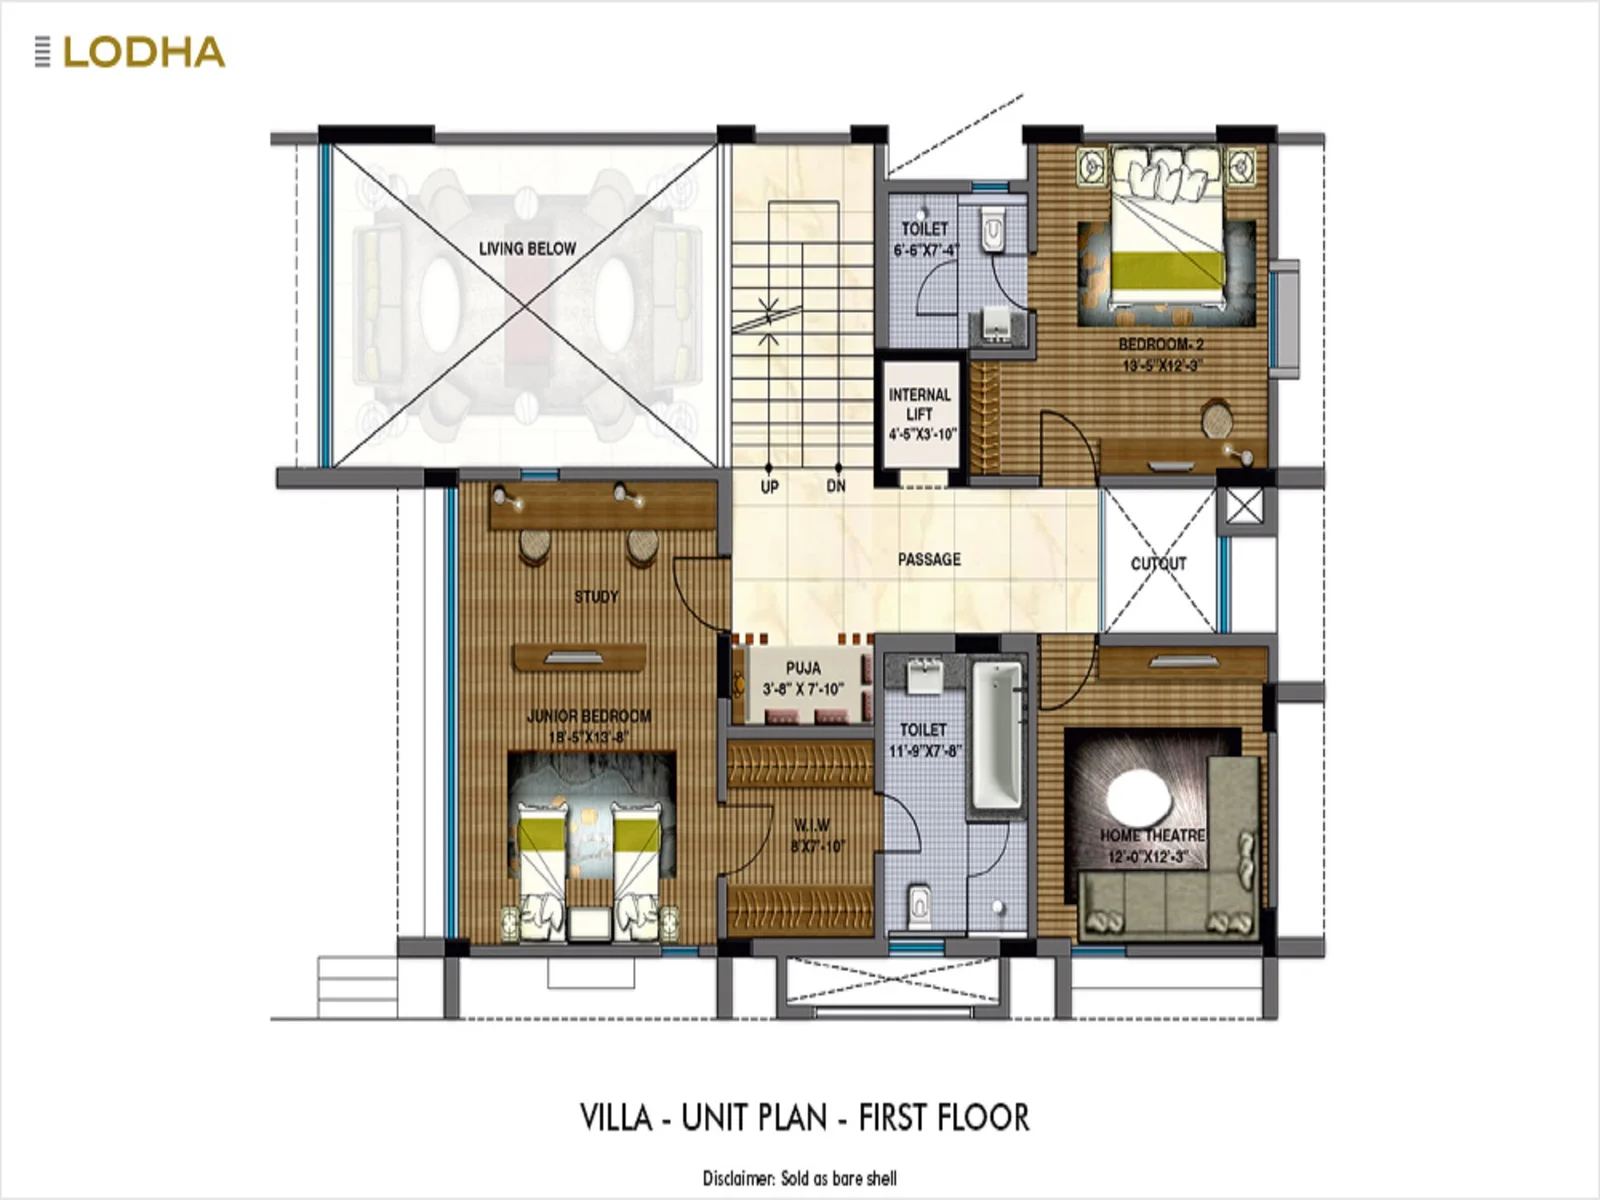 LODHA
LIVING BELOW
TOILET
6'-6"X7'-4"
BEDROOM- 2
13'-5"X12'-3"
INTERNAL
LIFT
4'-5"X3'-10"
UP
DN
PASSAGE
CUTOUT
STUDY
PUJA
3'-8" X 7'-10"
JUNIOR BEDROOM
18'-5"X13'-8"
TOILET
11'-9"X7'-8"
W.I.W
8'X7'-10"
HOME THEATRE
12'-0"X12'-3"
VILLA - UNIT PLAN - FIRST FLOOR
Disclaimer: Sold as bare shell